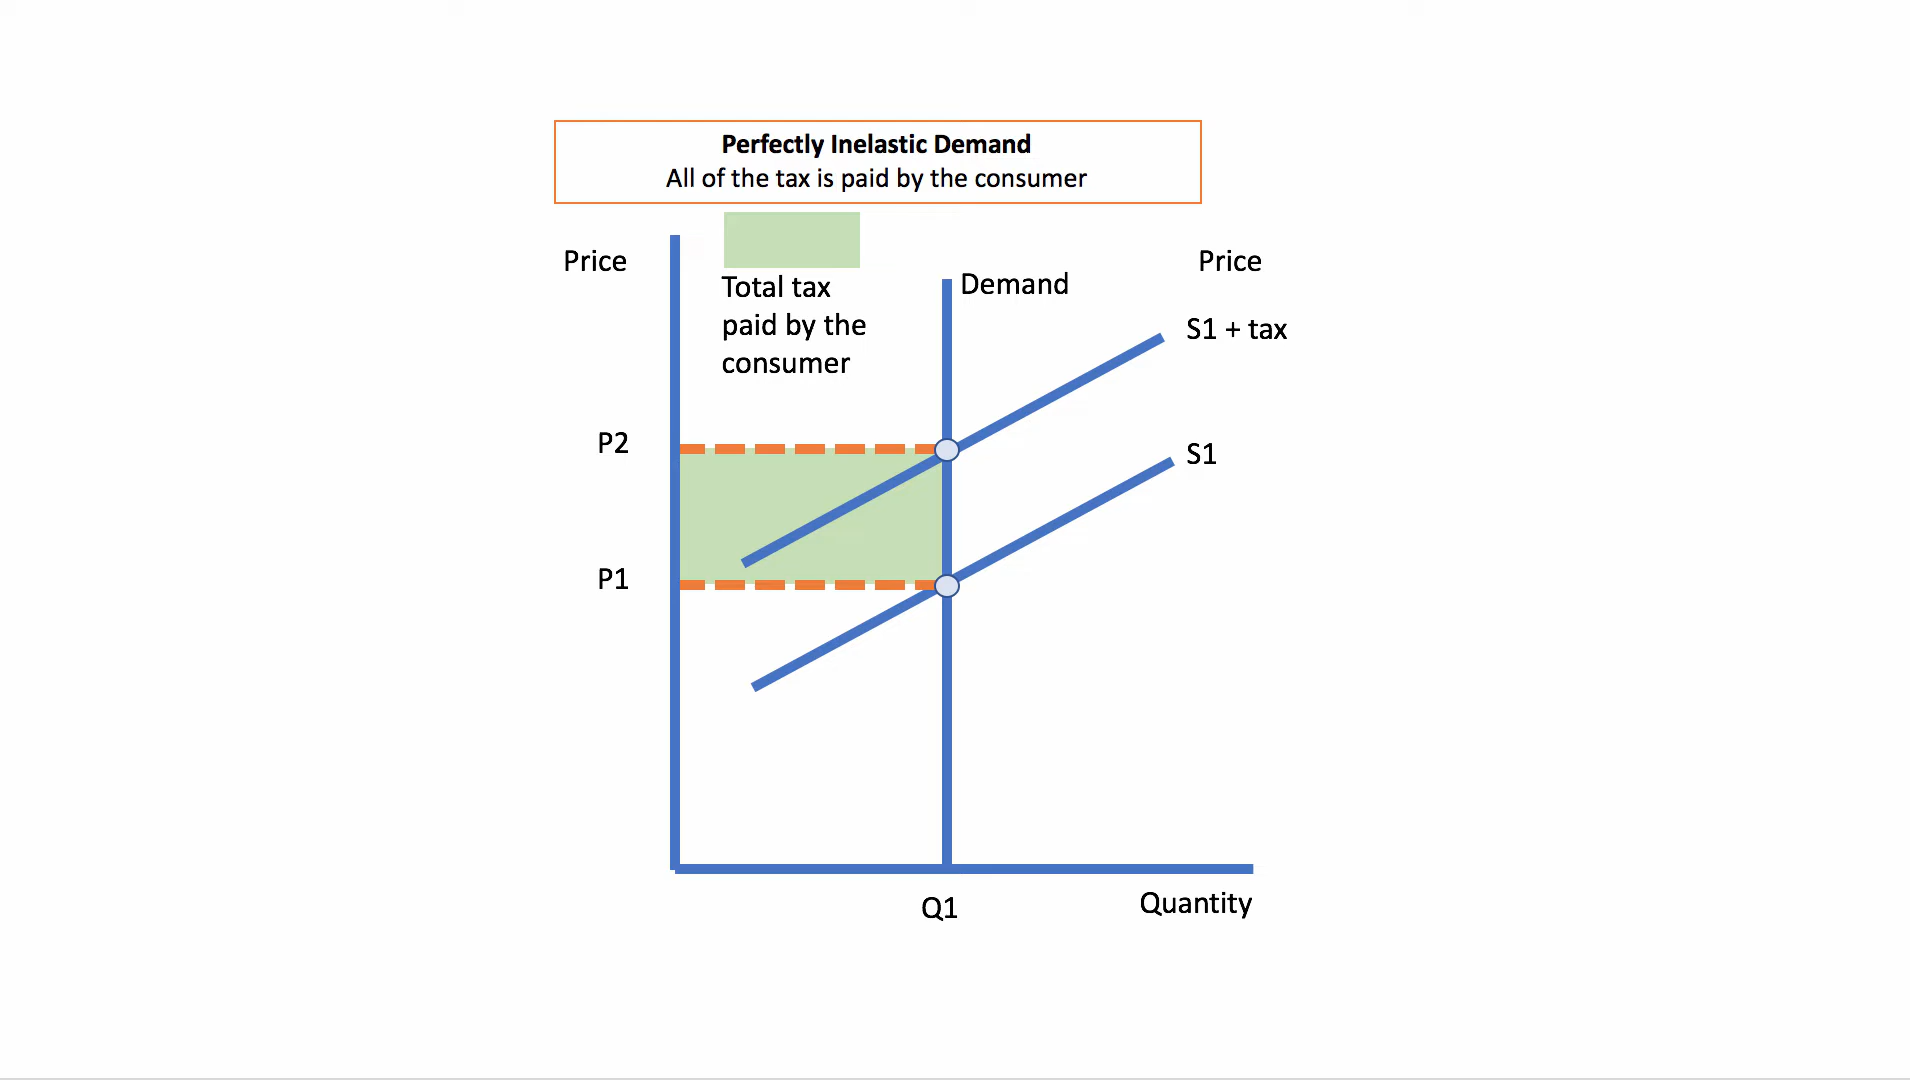 Perfectly Inelastic Demand
All of the tax is paid by the consumer
Price
Total tax
paid by the
consumer
Demand
Price
S1 + tax
P2
S1
P1
Q1
Quantity